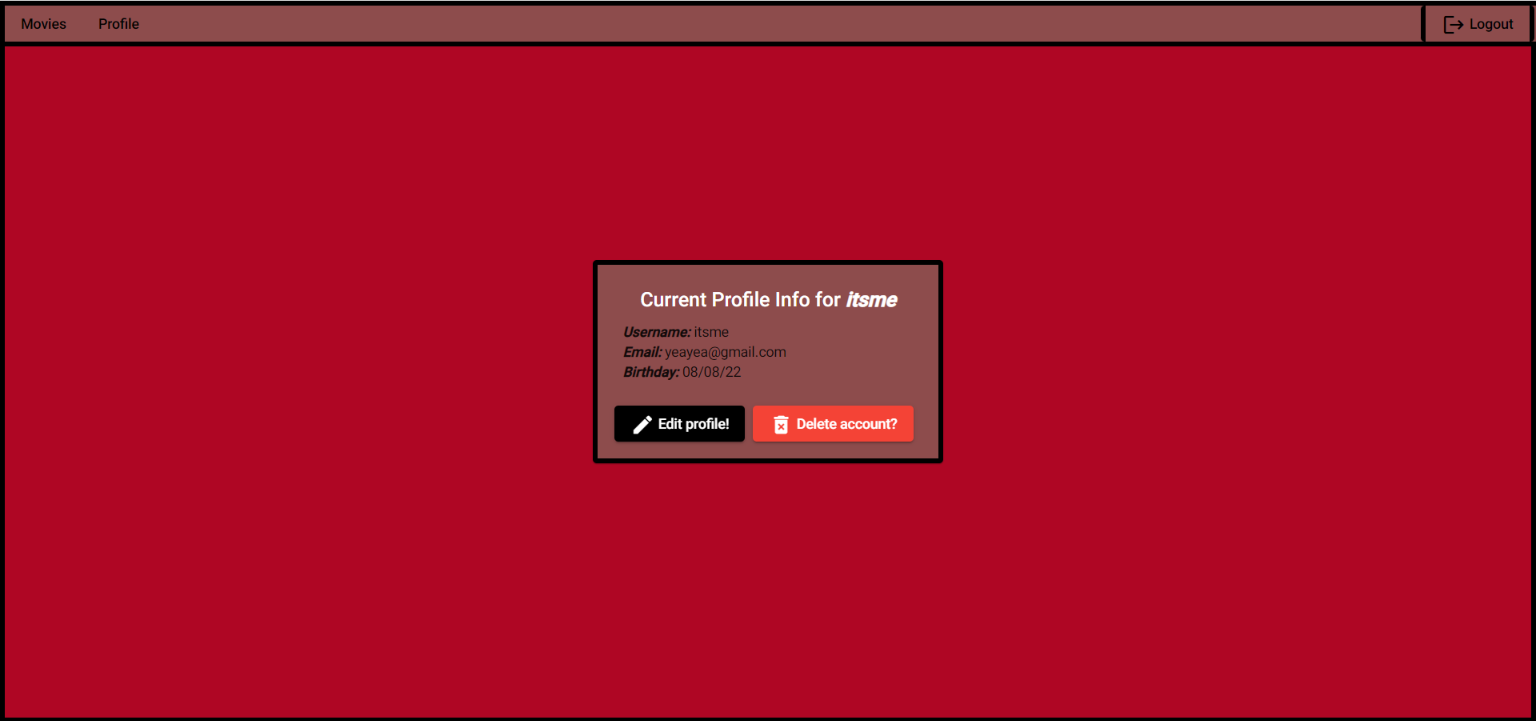 Movies Profile Logout
Current Profile Info for itsme
Username: itsme
Email: yeayea@gmail.com
Birthday: 08/08/22
Edit profile! Delete account?